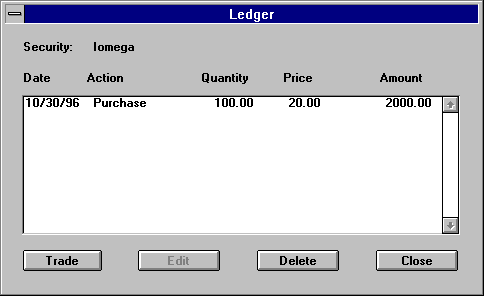 Ledger
Security: Iomega
Date Action Quantity Price Amount
10/30/96 Purchase 100.00 20.00 2000.00
Trade Edit Delete Close